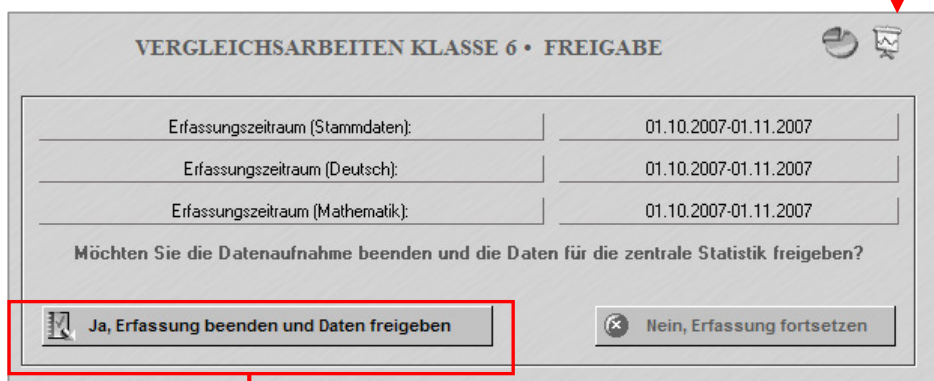 VERGLEICHSARBEITEN KLASSE 6 • FREIGABE
Erfassungszeitraum (Stammdaten): 01.10.2007-01.11.2007
Erfassungszeitraum (Deutsch): 01.10.2007-01.11.2007
Erfassungszeitraum (Mathematik): 01.10.2007-01.11.2007
Möchten Sie die Datenaufnahme beenden und die Daten für die zentrale Statistik freigeben?
Ja, Erfassung beenden und Daten freigeben Nein, Erfassung fortsetzen